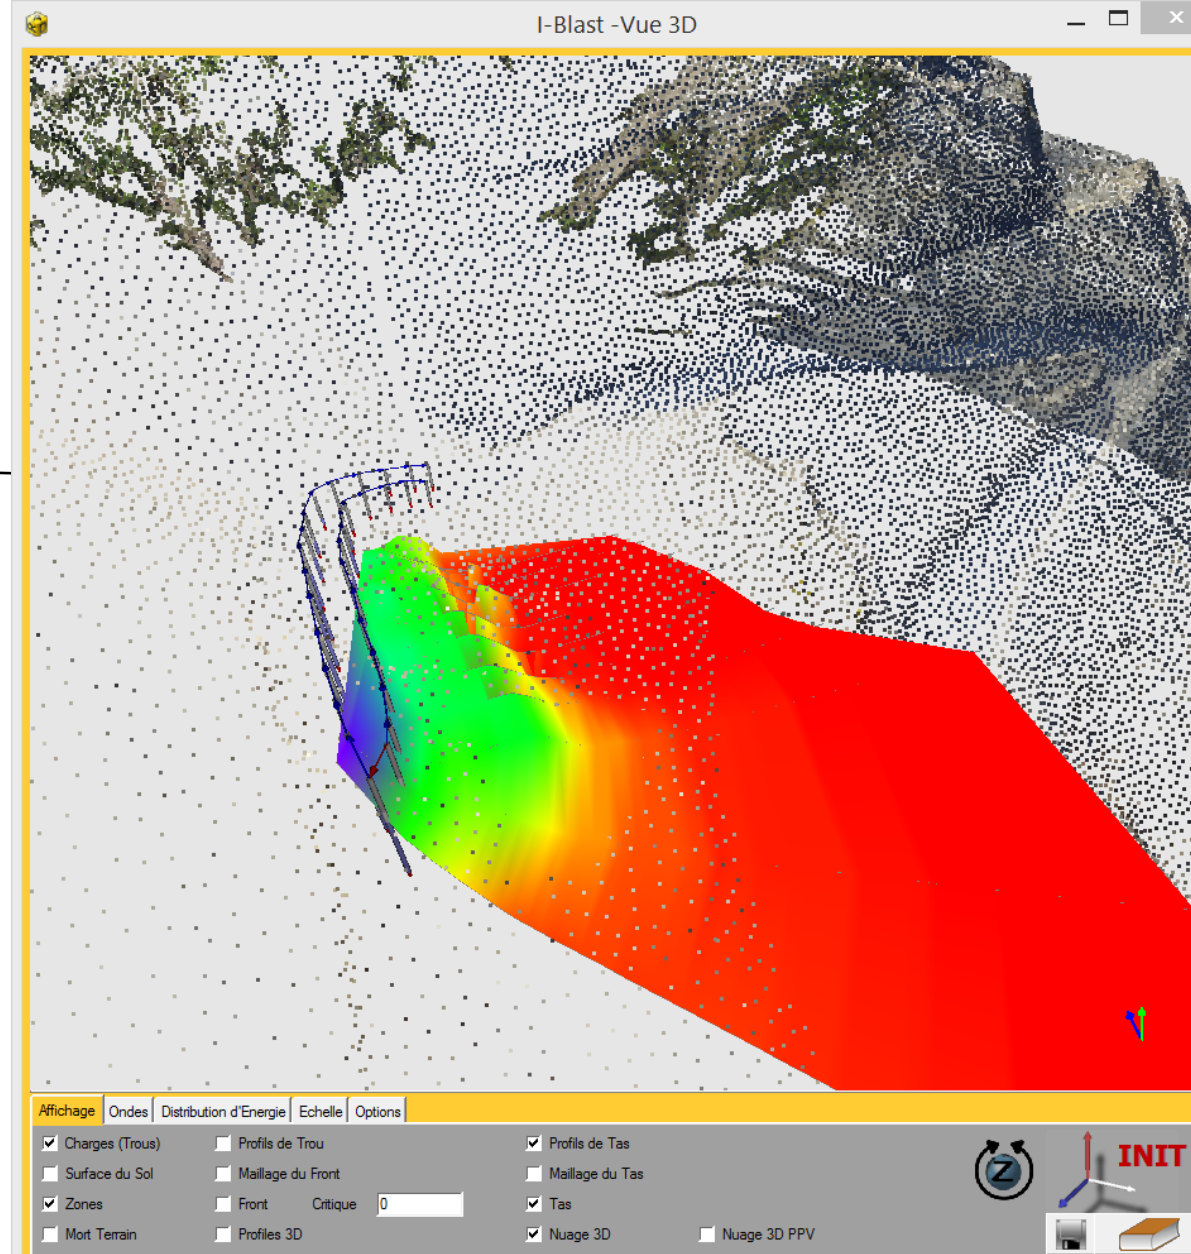 I-Blast -Vue 3D
Affichage Ondes Distribution d'Energie Echelle Options
Charges (Trous) Profils de Trou Profils de Tas
Surface du Sol Maillage du Front Maillage du Tas
Zones Front Critique 0 Tas
Mort Terrain Profiles 3D Nuage 3D Nuage 3D PPV
Z
INIT